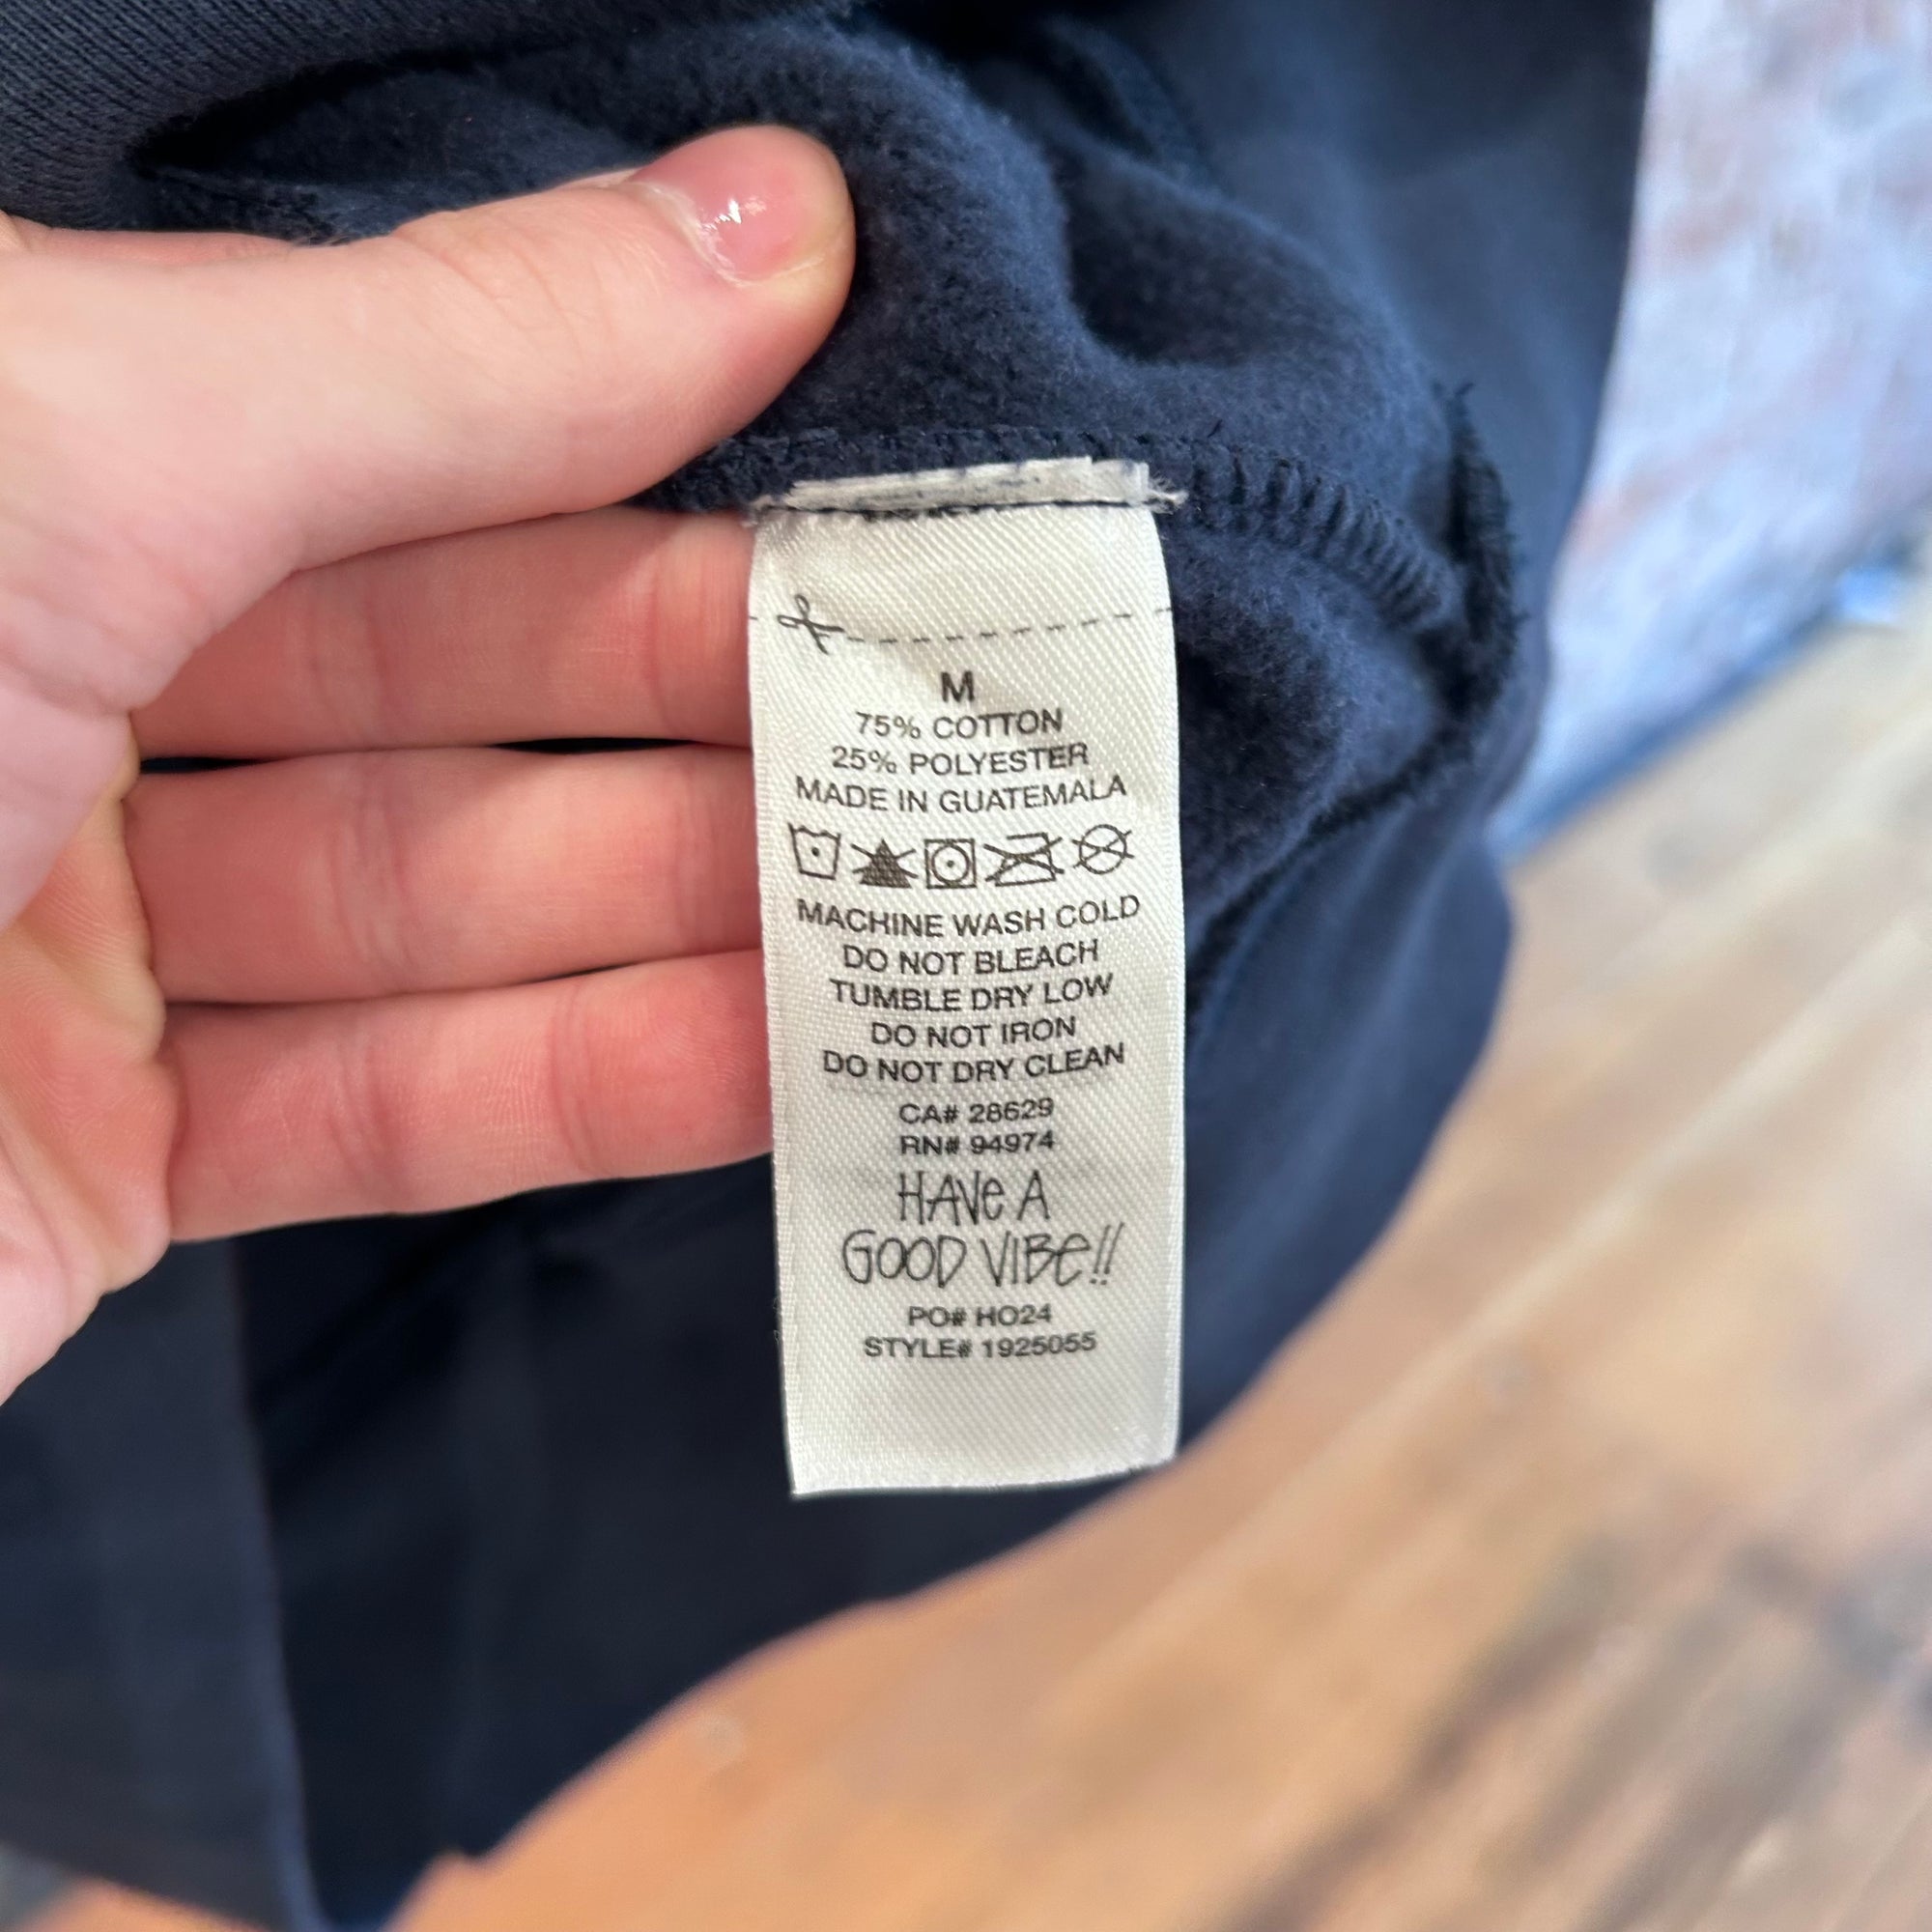 M
75% COTTON
25% POLYESTER
MADE IN GUATEMALA
MACHINE WASH COLD
DO NOT BLEACH
TUMBLE DRY LOW
DO NOT IRON
DO NOT DRY CLEAN
CA# 28629
RN# 94974
HAVe A
GOOD VIBe!!
PO# HO24
STYLE# 1925055